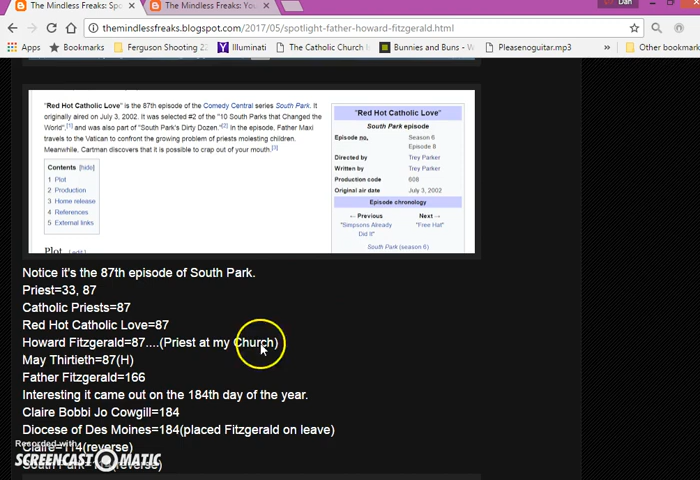 The Mindless Freaks: Spo
The Mindless Freaks: You
Dan
themindlessfreaks.blogspot.com/2017/05/spotlight-father-howard-fitzgerald.html
Apps Bookmarks Ferguson Shooting 22 Illuminati The Catholic Church Bunnies and Buns - W Pleasenoguitar.mp3 » Other bookmark
"Red Hot Catholic Love" is the 87th episode of the Comedy Central series South Park. It
originally aired on July 3, 2002. It was selected #2 of the "10 South Parks that Changed the
World",[1] and was also part of "South Park's Dirty Dozen."[2] In the episode, Father Maxi
travels to the Vatican to confront the growing problem of priests molesting children.
Meanwhile, Cartman discovers that it is possible to crap out of your mouth.[3]
Contents [hide]
1 Plot
2 Production
3 Home release
4 References
5 External links
Plot [edit]
"Red Hot Catholic Love"
South Park episode
Episode no. Season 6
Episode 8
Directed by Trey Parker
Written by Trey Parker
Production code 608
Original air date July 3, 2002
Episode chronology
← Previous Next →
"Simpsons Already "Free Hat"
Did It"
South Park (season 6)
Notice it's the 87th episode of South Park.
Priest=33, 87
Catholic Priests=87
Red Hot Catholic Love=87
Howard Fitzgerald=87....(Priest at my Church)
May Thirtieth=87(H)
Father Fitzgerald=166
Interesting it came out on the 184th day of the year.
Claire Bobbi Jo Cowgill=184
Diocese of Des Moines=184(placed Fitzgerald on leave)
Claire=114(reverse)
South Park=114(reverse)
Recorded with
SCREENCAST-O-MATIC